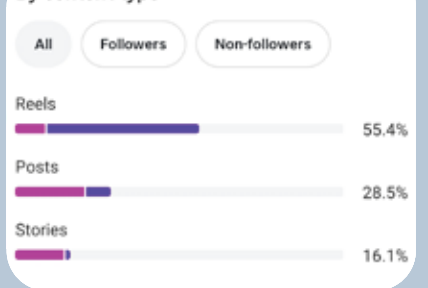 All
Followers
Non-followers
Reels
55.4%
Posts
28.5%
Stories
16.1%